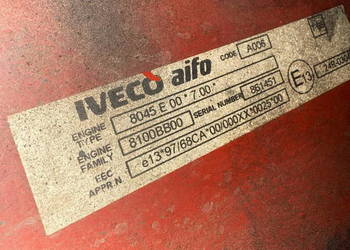 IVECO aifo
CODE A006
ENGINE TYPE 8045 E 00*7.00*
ENGINE FAMILY 8100BB00 SERIAL NUMBER 861451
EEC APPR.N e13*97/68CA*00/000XX*10025*00
E13